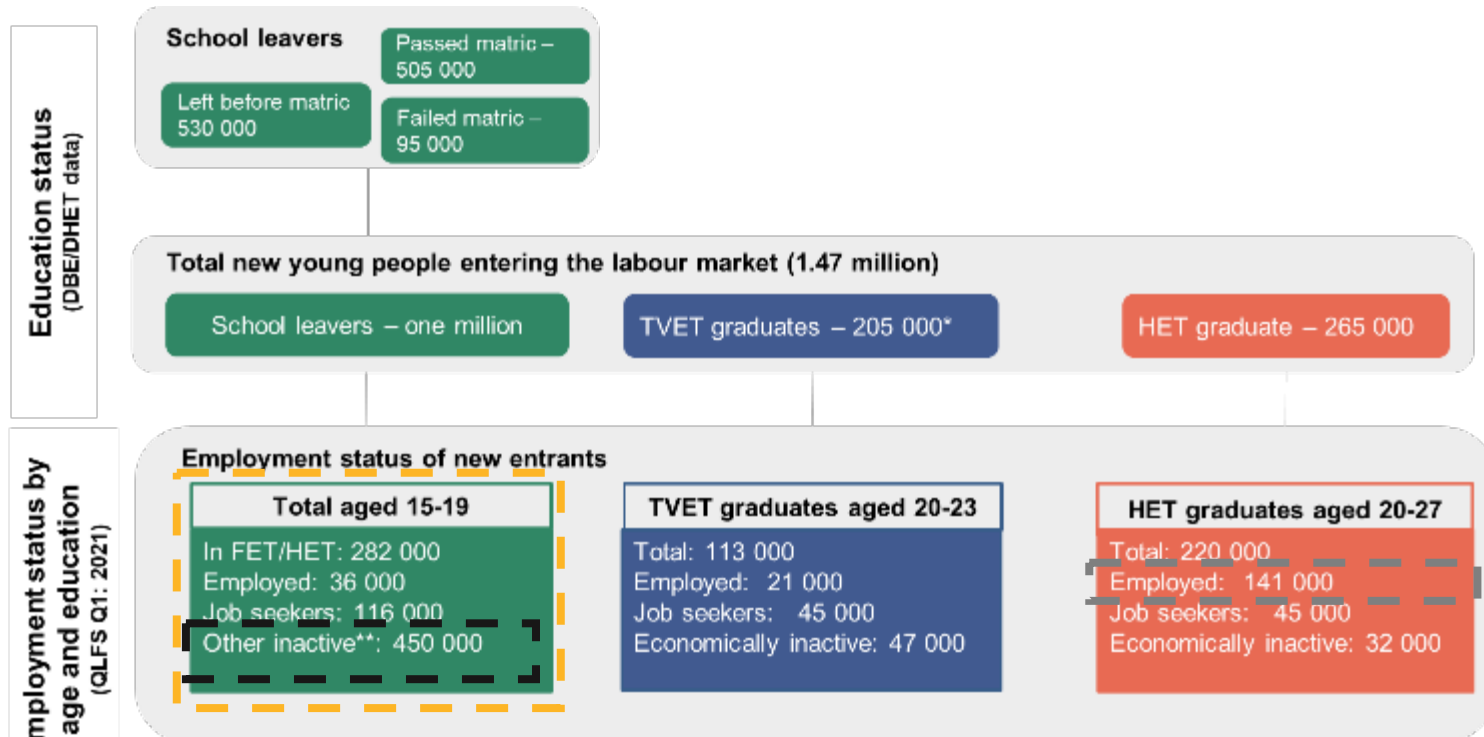 Education status
(DBE/DHET data)
School leavers
Passed matric –
505 000
Left before matric
530 000
Failed matric –
95 000
Total new young people entering the labour market (1.47 million)
School leavers – one million
TVET graduates – 205 000*
HET graduate – 265 000
mployment status by
age and education
(QLFS Q1: 2021)
Employment status of new entrants
Total aged 15-19
In FET/HET: 282 000
Employed: 36 000
Job seekers: 116 000
Other inactive**: 450 000
TVET graduates aged 20-23
Total: 113 000
Employed: 21 000
Job seekers: 45 000
Economically inactive: 47 000
HET graduates aged 20-27
Total: 220 000
Employed: 141 000
Job seekers: 45 000
Economically inactive: 32 000